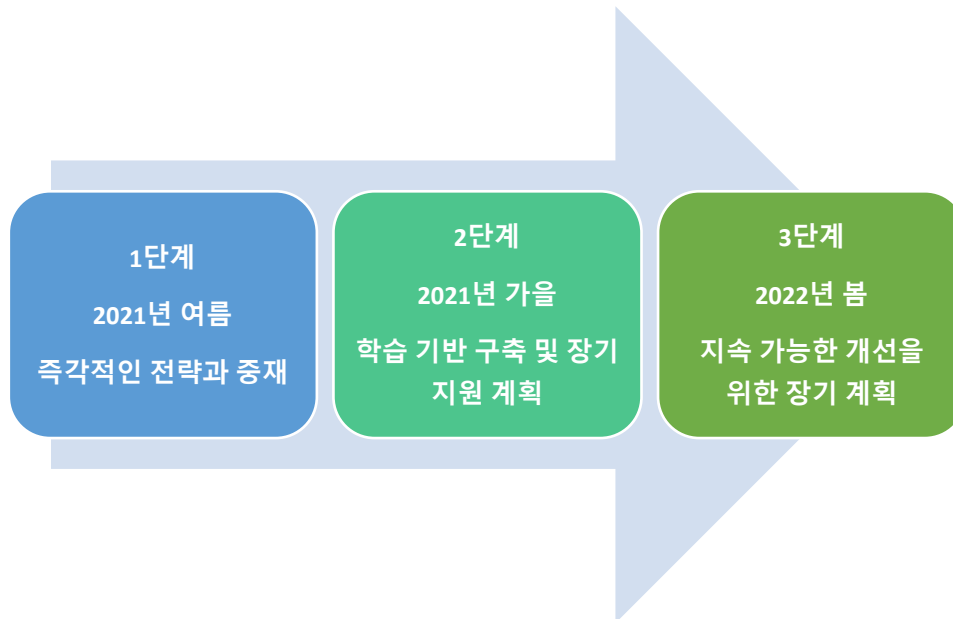 1단계
2021년 여름
즉각적인 전략과 중재
2단계
2021년 가을
학습 기반 구축 및 장기
지원 계획
3단계
2022년 봄
지속 가능한 개선을
위한 장기 계획